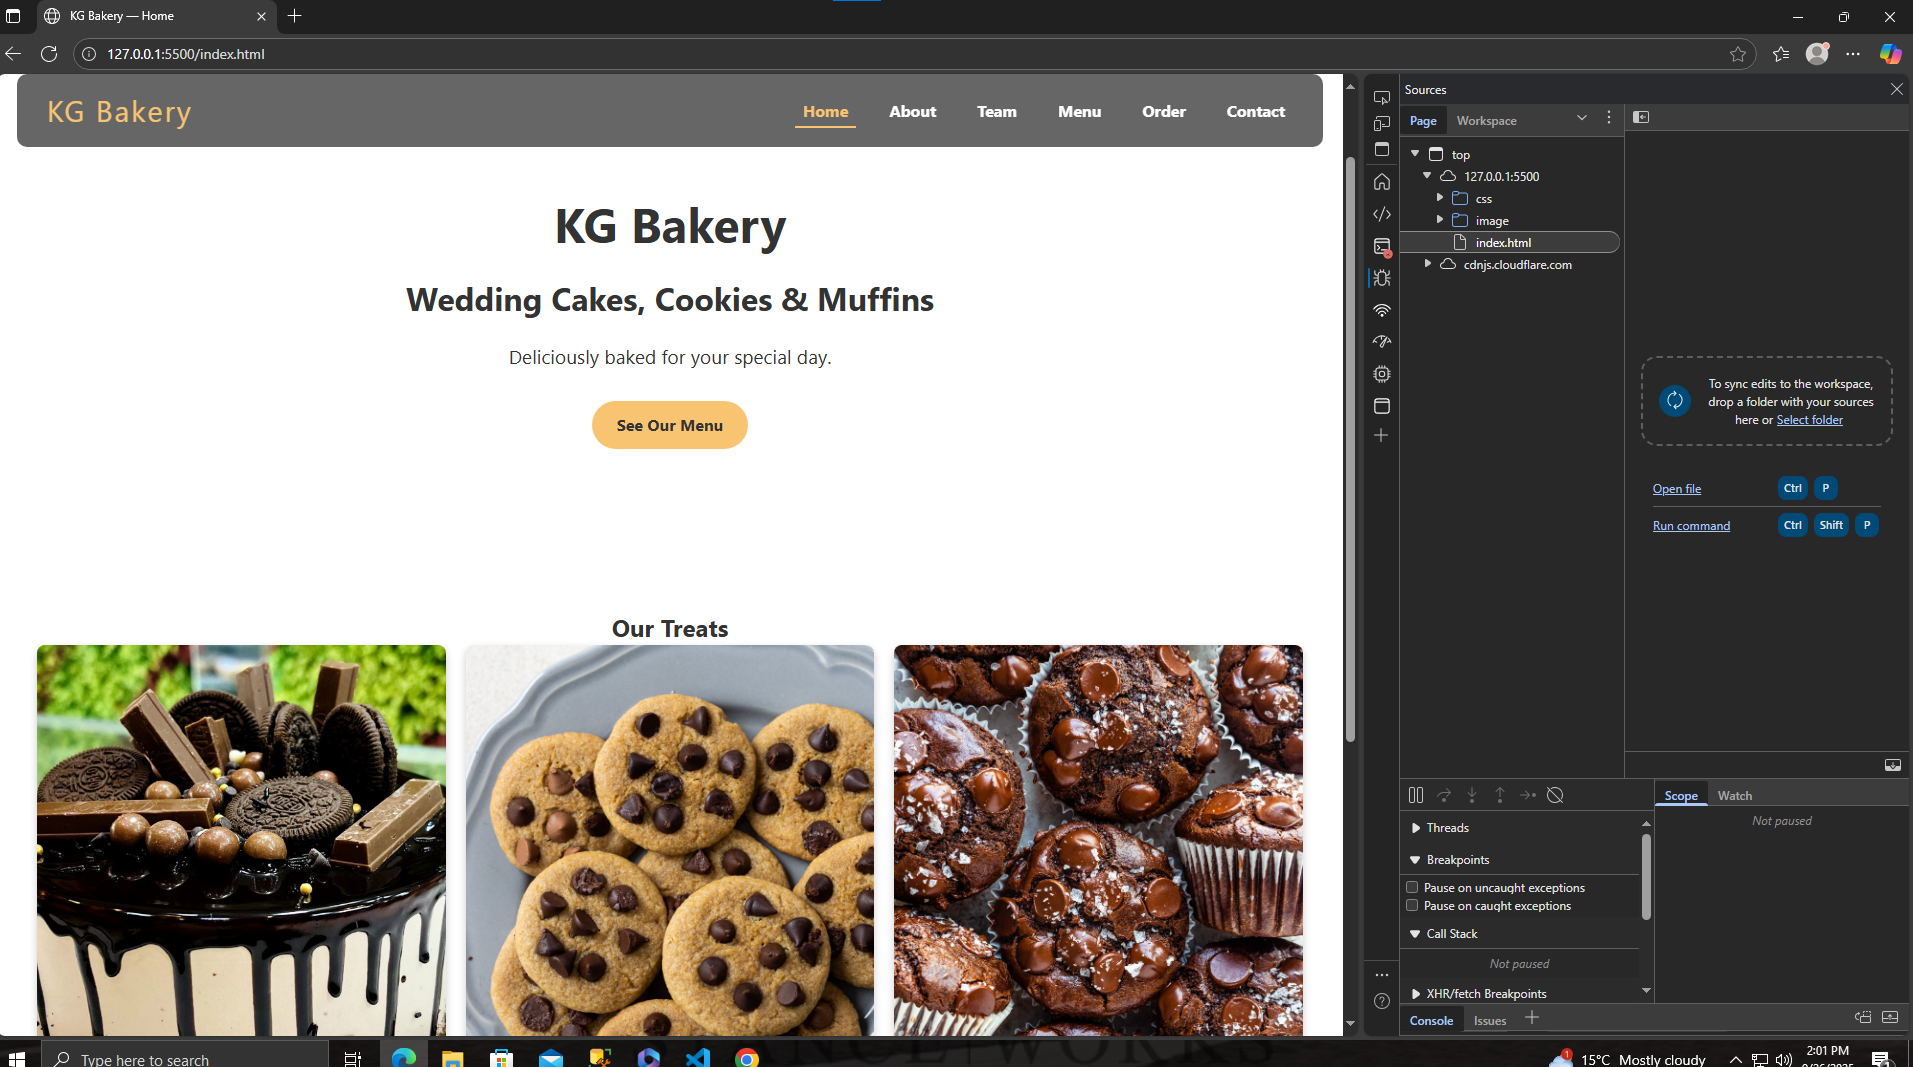 KG Bakery — Home
127.0.0.1:5500/index.html
KG Bakery
Home About Team Menu Order Contact
KG Bakery
Wedding Cakes, Cookies & Muffins
Deliciously baked for your special day.
See Our Menu
Our Treats
Sources
Page Workspace
top
127.0.0.1:5500
css
image
index.html
cdnjs.cloudflare.com
To sync edits to the workspace,
drop a folder with your sources
here or Select folder
Open file Ctrl P
Run command Ctrl Shift P
Threads
Breakpoints
Pause on uncaught exceptions
Pause on caught exceptions
Call Stack
Not paused
XHR/fetch Breakpoints
Scope Watch
Not paused
Console Issues
Type here to search
1
15°C Mostly cloudy
2:01 PM